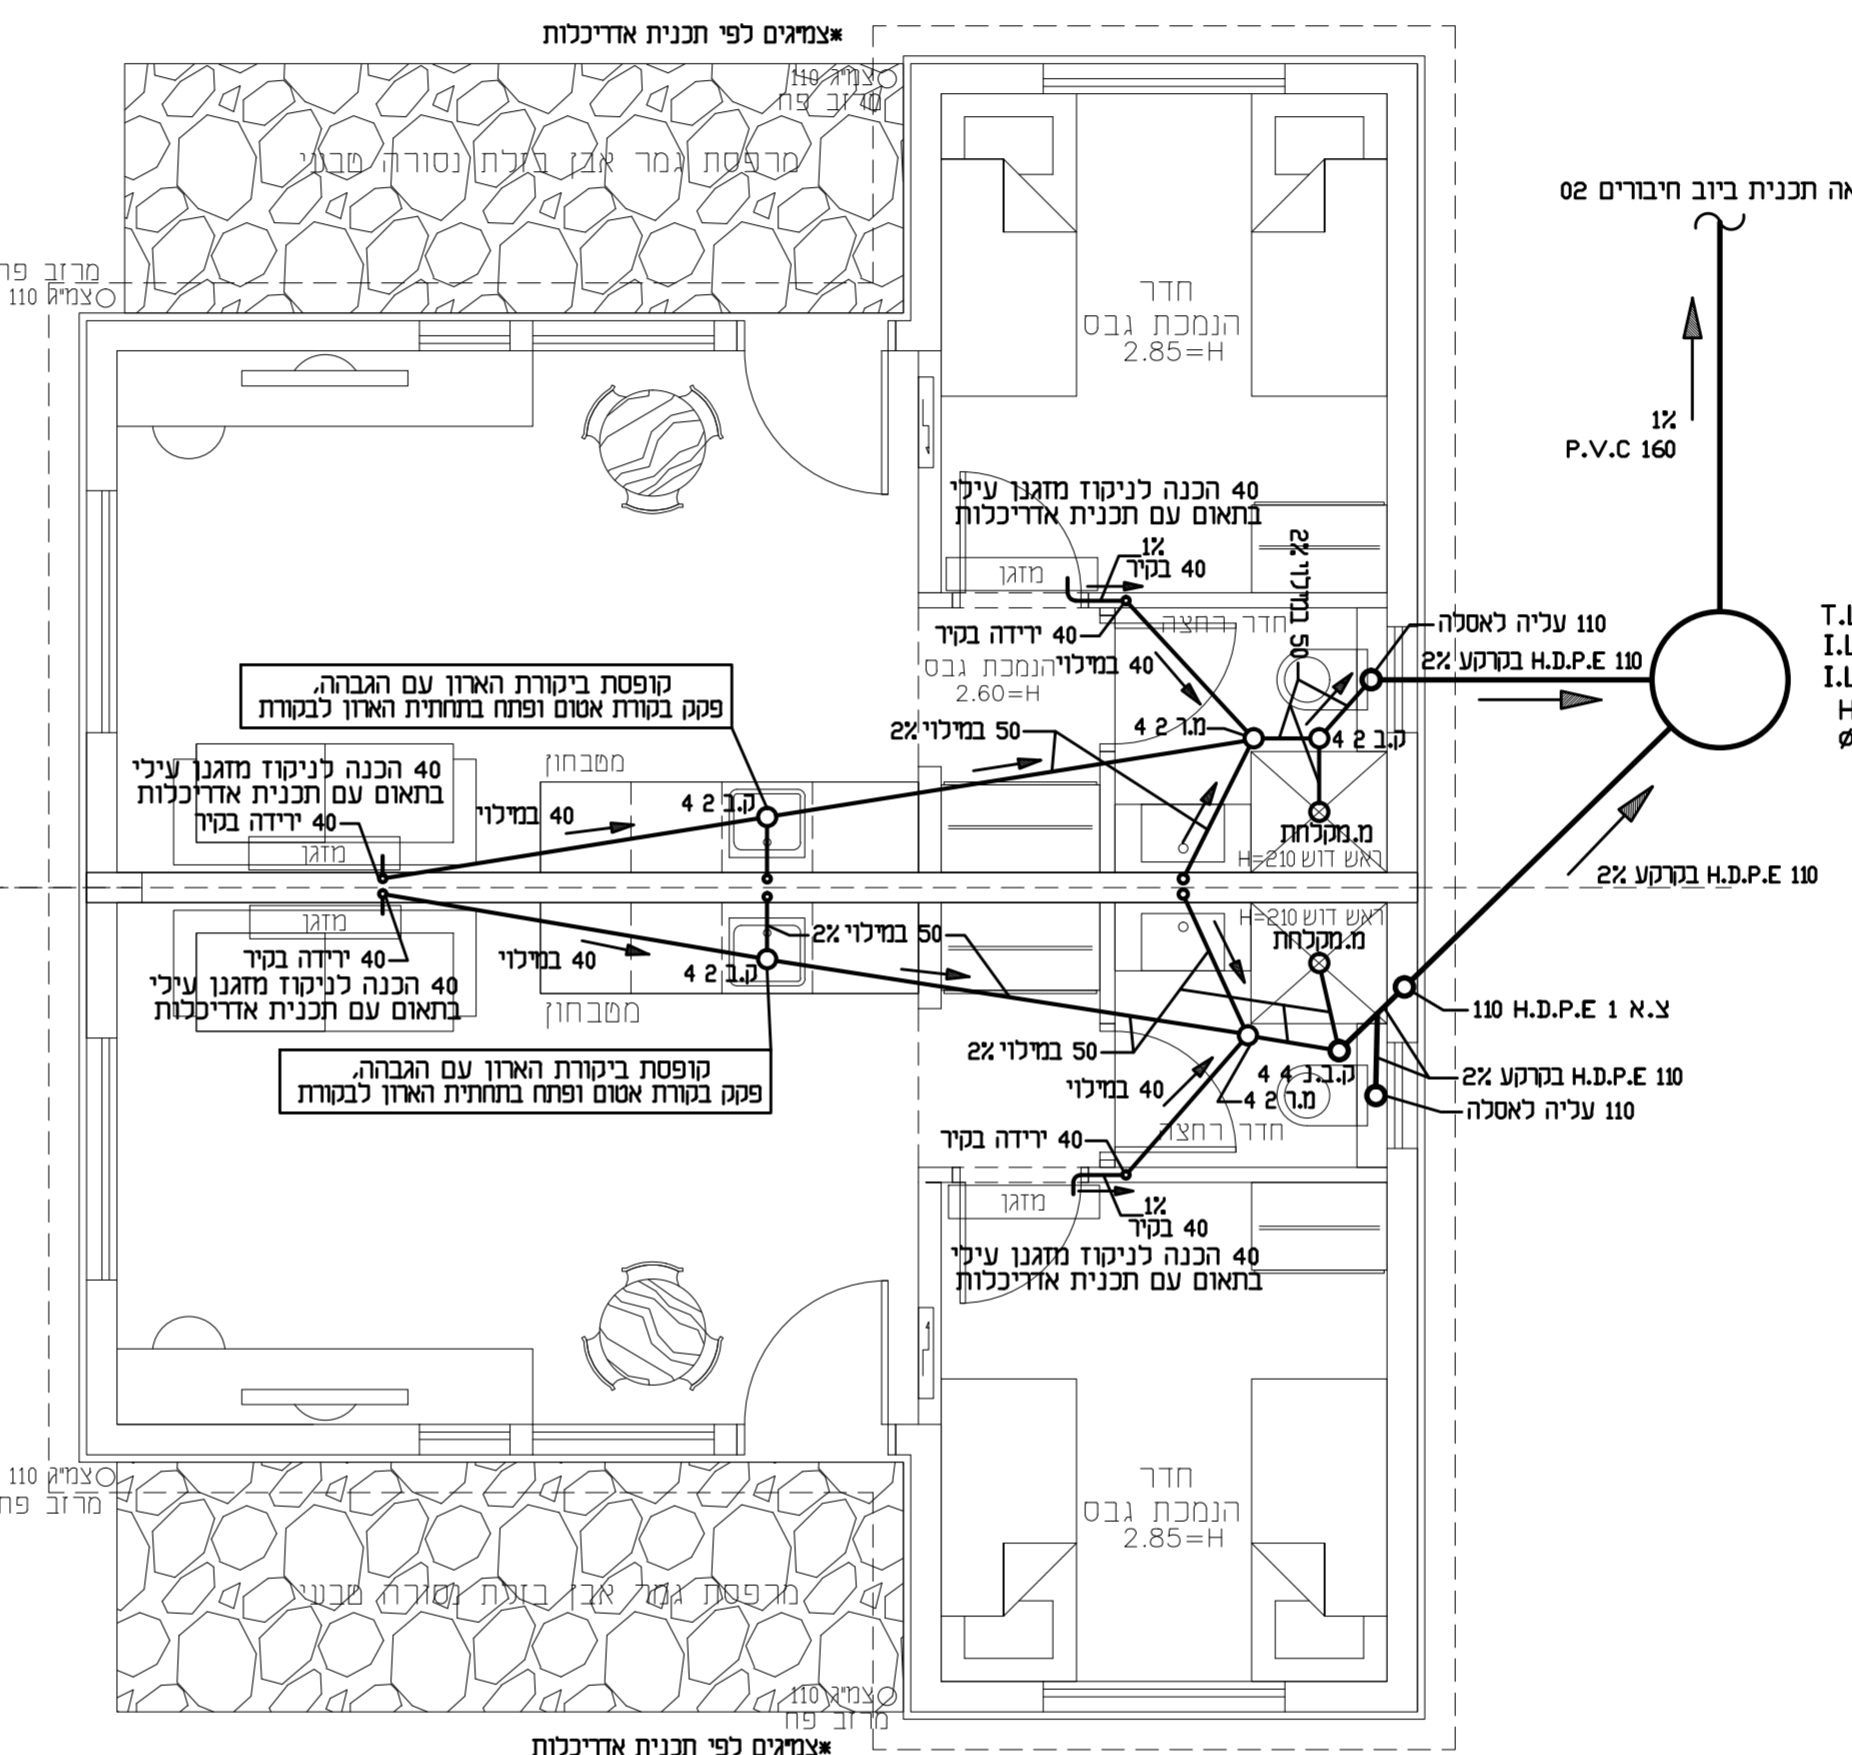 *צמ"גים לפי תכנית אדריכלות
צמ"ג 110
מרזב פח
מרפסת גמר אבן בזלת נסורה טבעי
תכנית ביוב חיבורים 02
צמ"ג 110
חדר
הנמכת גבס
2.85=H
1%
P.V.C 160
40 הכנה לניקוז מזגנן עילי
בתאום עם תכנית אדריכלות
1%
40 בקיר
מזגן
50 במלוי 2%
חדר רחצה
40 ירידה בקיר
הנמכת גבס
2.60=H
40 במילוי
110 עליה לאסלה
H.D.P.E 110 בקרקע 2%
T.L
I.L
I.L
H
Ø
קופסת ביקורת הארון עם הגבהה,
פקק בקורת אטום ופתח בתחתית הארון לבקורת
50 במילוי 2%
מ.ר 2 4
ק.ב 2 4
מטבחון
40 הכנה לניקוז מזגנן עילי
בתאום עם תכנית אדריכלות
40 ירידה בקיר
מזגן
40 במילוי
ק.ב 2 4
מ.מקלחת
ראש דוש H=210
H.D.P.E 110 בקרקע 2%
מזגן
40 ירידה בקיר
40 הכנה לניקוז מזגנן עילי
בתאום עם תכנית אדריכלות
40 במילוי
50 במילוי 2%
ק.ב 2 4
מטבחון
ראש דוש H=210
מ.מקלחת
צ.א 1 H.D.P.E 110
קופסת ביקורת הארון עם הגבהה,
פקק בקורת אטום ופתח בתחתית הארון לבקורת
50 במילוי 2%
40 במילוי
ק.ב.נ 4 4
מ.ר 2 4
H.D.P.E 110 בקרקע 2%
110 עליה לאסלה
חדר רחצה
40 ירידה בקיר
מזגן
1%
40 בקיר
40 הכנה לניקוז מזגנן עילי
בתאום עם תכנית אדריכלות
צמ"ג 110
מרזב פח
חדר
הנמכת גבס
2.85=H
מרפסת גמר אבן בזלת נסורה טבעי
צמ"ג 110
מרזב פח
*צמ"גים לפי תכנית אדריכלות